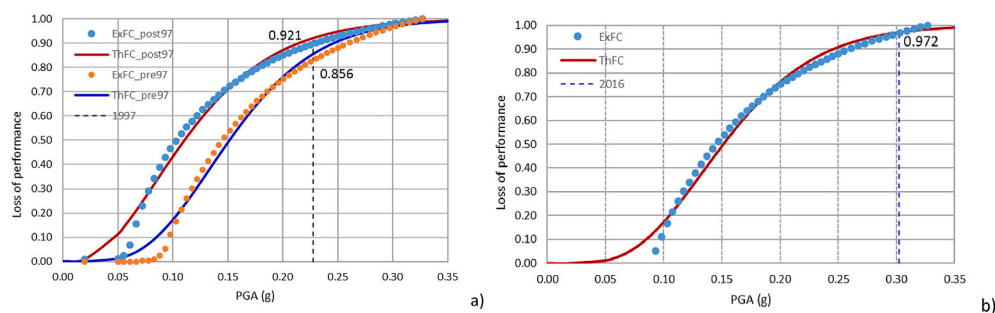 1.00
0.90
0.80
0.70
0.60
0.50
0.40
0.30
0.20
0.10
0.00
Loss of performance
ExFC_post97
ThFC_post97
ExFC_pre97
ThFC_pre97
1997
0.921
0.856
0.00 0.05 0.10 0.15 0.20 0.25 0.30 0.35
PGA (g)
a)
1.00
0.90
0.80
0.70
0.60
0.50
0.40
0.30
0.20
0.10
0.00
Loss of performance
ExFC
ThFC
2016
0.972
0.00 0.05 0.10 0.15 0.20 0.25 0.30 0.35
PGA (g)
b)